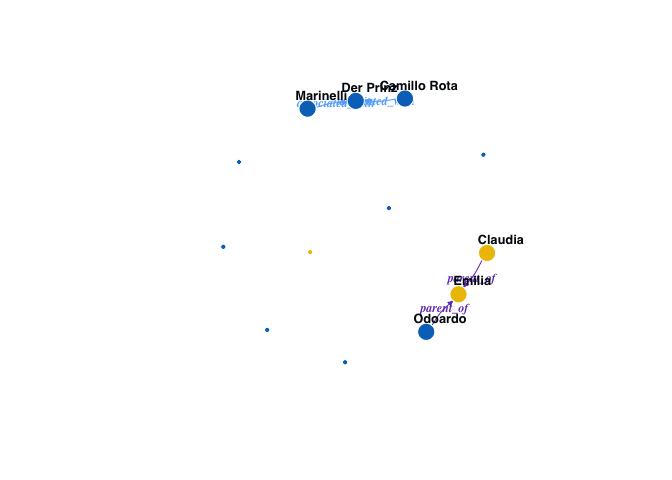 Camillo Rota
Der Prinz
Marinelli
Claudia
parent_of
Emilia
parent_of
Odoardo